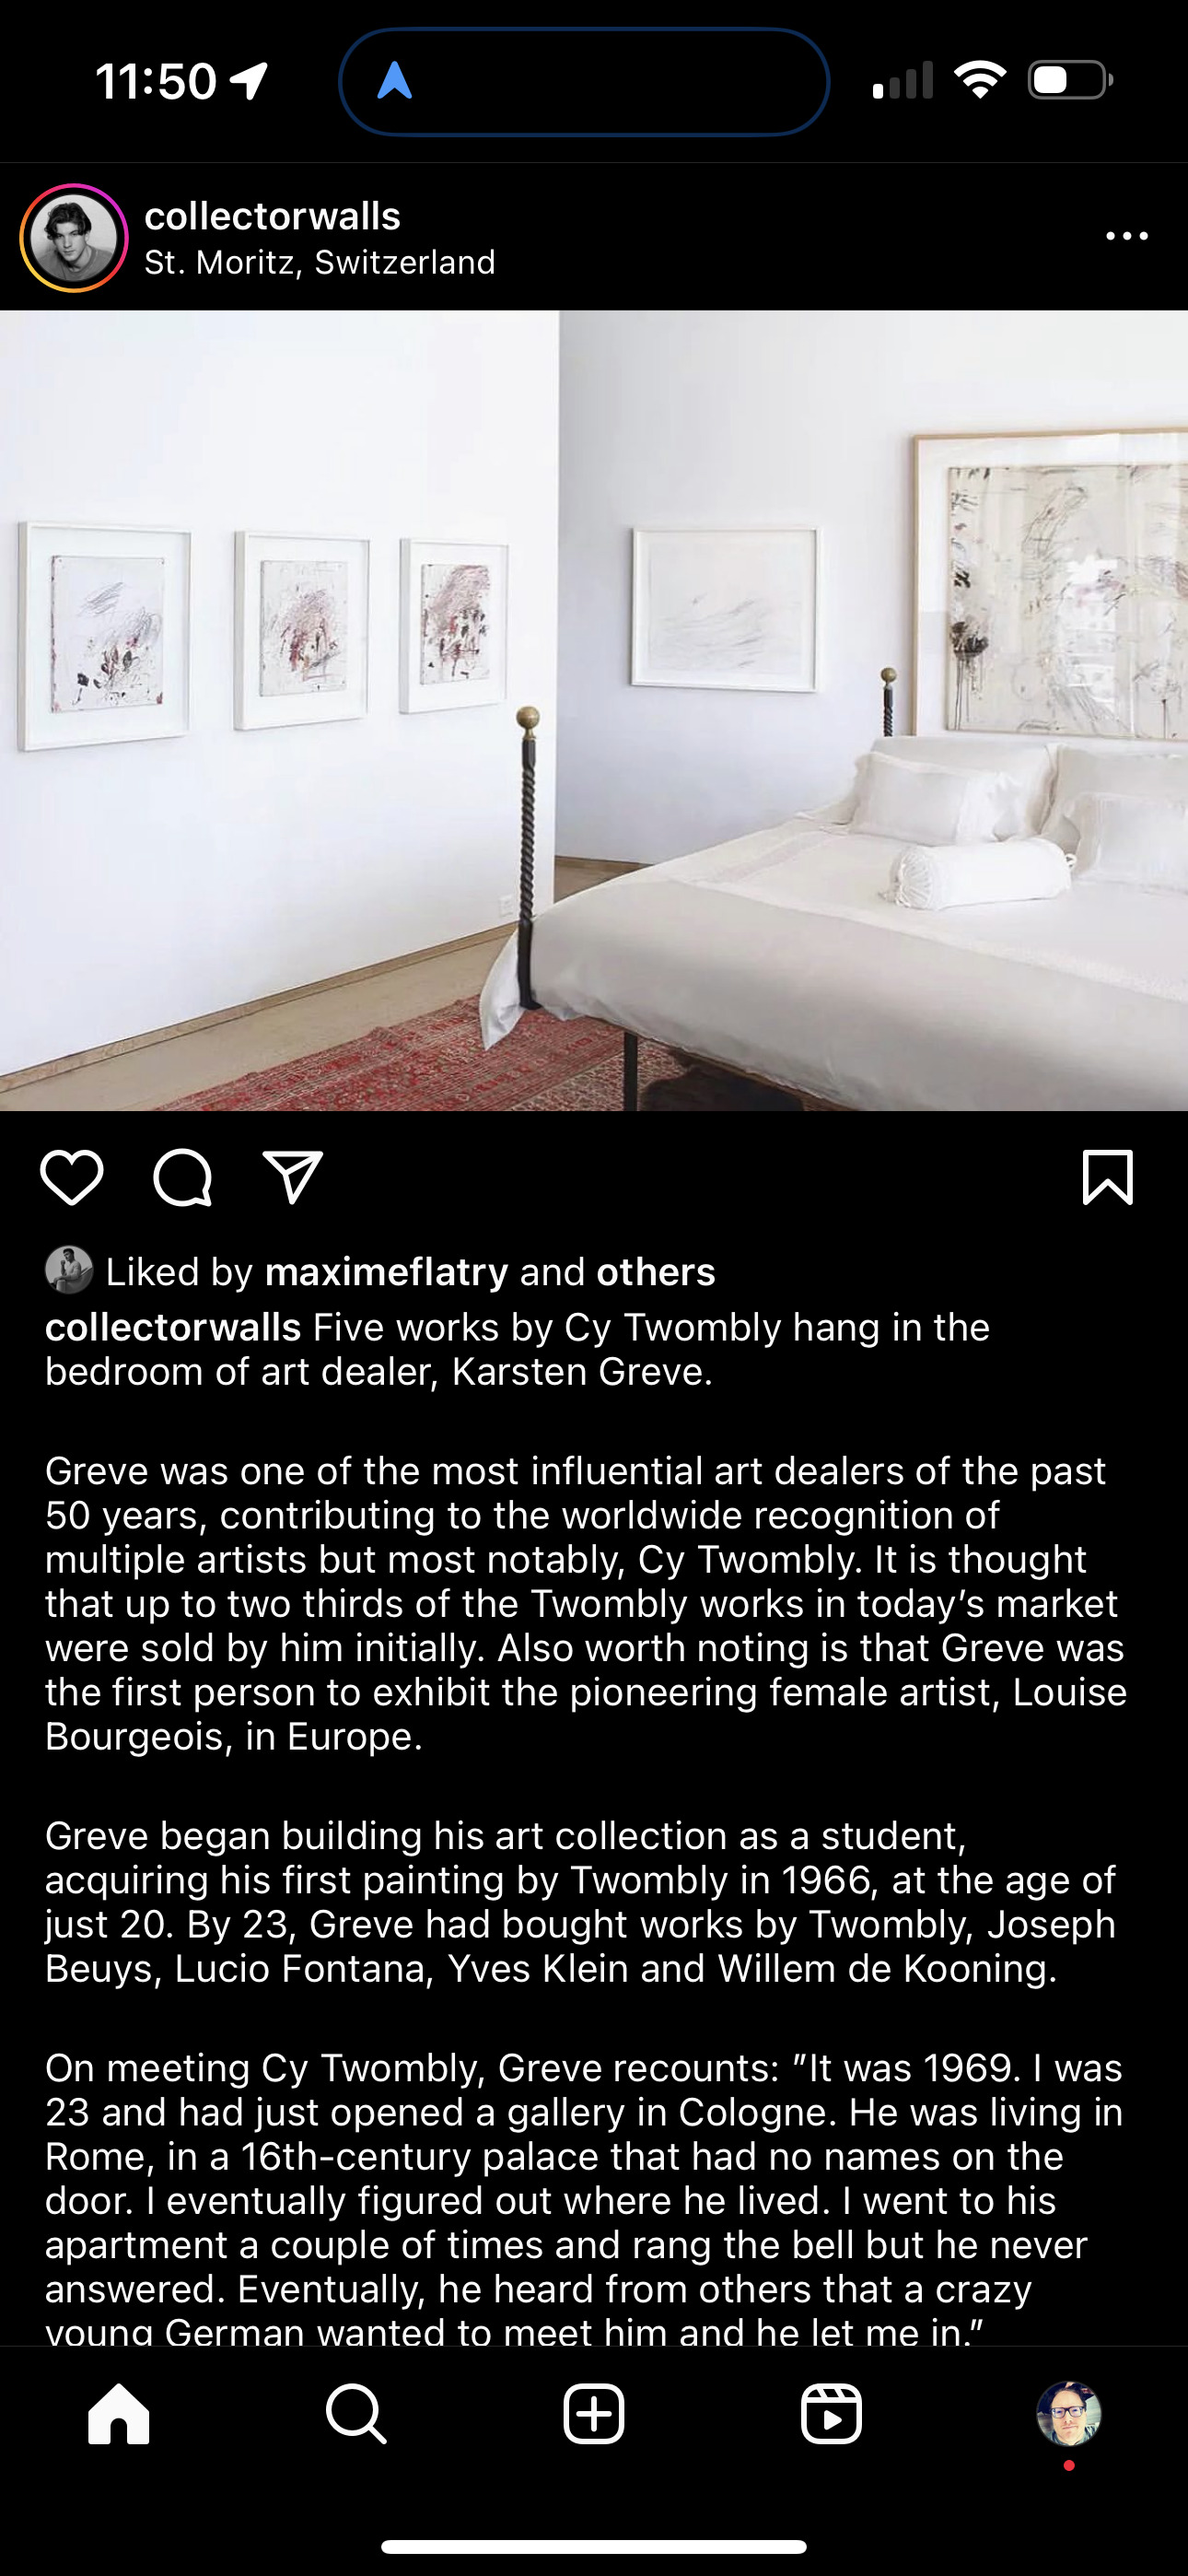 11:50
collectorwalls
St. Moritz, Switzerland
Liked by maximeflatry and others
collectorwalls Five works by Cy Twombly hang in the
bedroom of art dealer, Karsten Greve.
Greve was one of the most influential art dealers of the past
50 years, contributing to the worldwide recognition of
multiple artists but most notably, Cy Twombly. It is thought
that up to two thirds of the Twombly works in today’s market
were sold by him initially. Also worth noting is that Greve was
the first person to exhibit the pioneering female artist, Louise
Bourgeois, in Europe.
Greve began building his art collection as a student,
acquiring his first painting by Twombly in 1966, at the age of
just 20. By 23, Greve had bought works by Twombly, Joseph
Beuys, Lucio Fontana, Yves Klein and Willem de Kooning.
On meeting Cy Twombly, Greve recounts: ”It was 1969. I was
23 and had just opened a gallery in Cologne. He was living in
Rome, in a 16th-century palace that had no names on the
door. I eventually figured out where he lived. I went to his
apartment a couple of times and rang the bell but he never
answered. Eventually, he heard from others that a crazy
young German wanted to meet him and he let me in.”